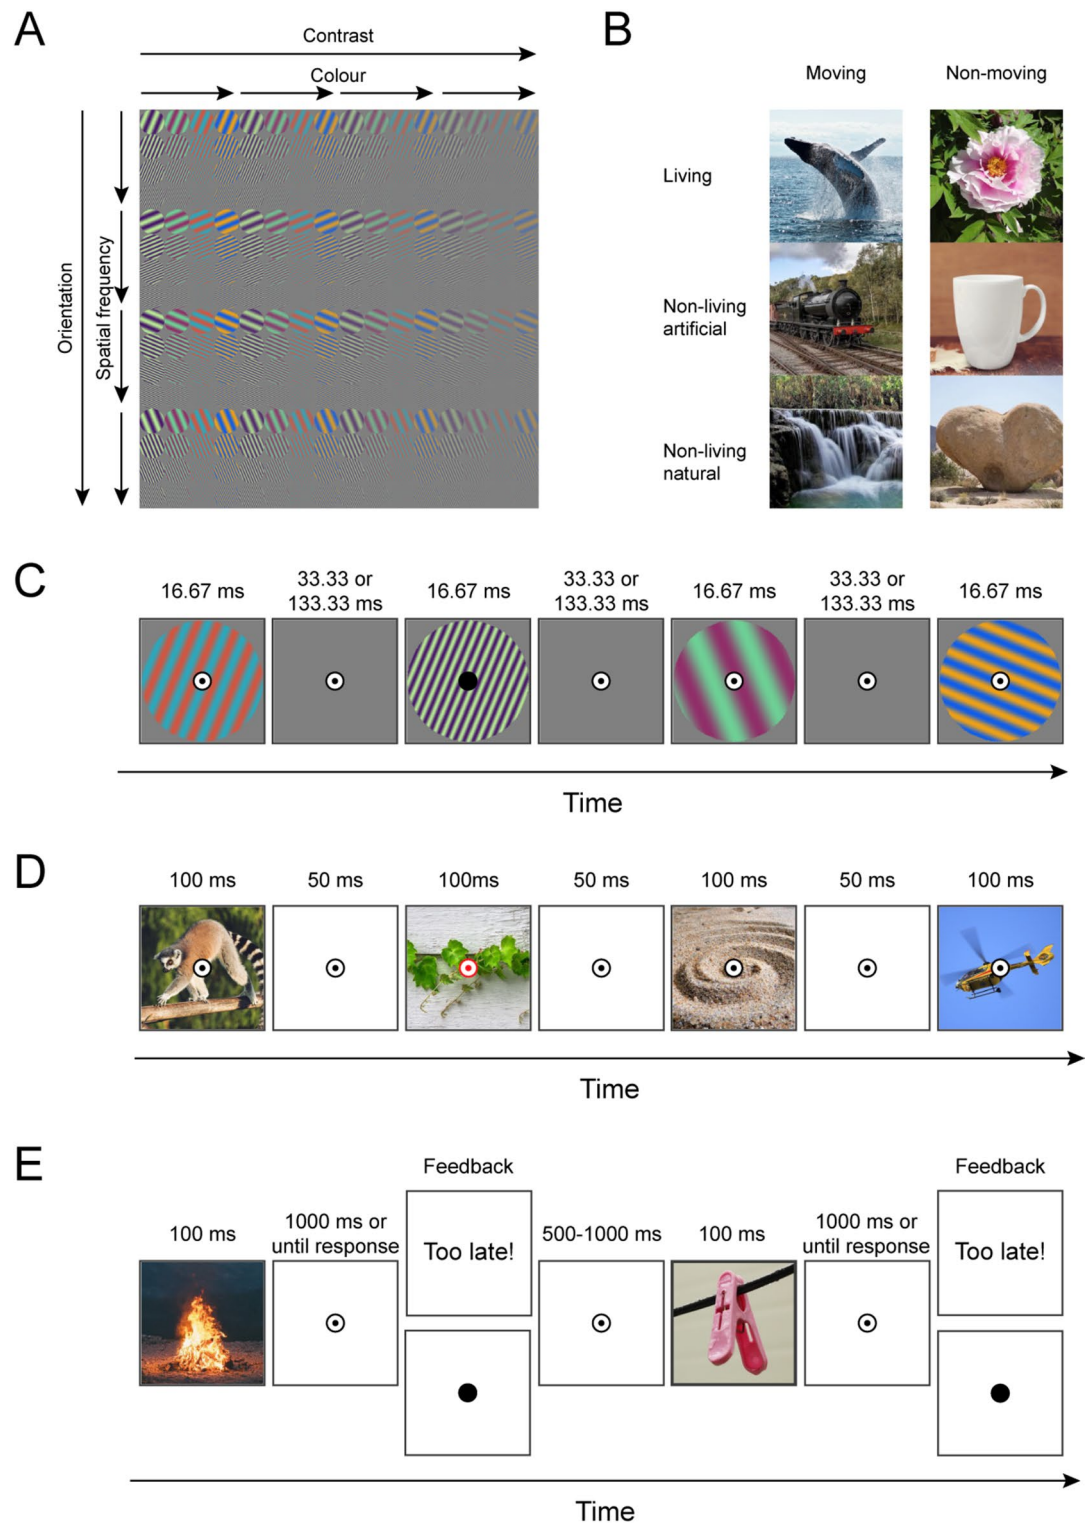 A
Contrast
Colour
Orientation
Spatial frequency
B
Moving
Non-moving
Living
Non-living
artificial
Non-living
natural
C
16.67 ms
33.33 or
133.33 ms
16.67 ms
33.33 or
133.33 ms
16.67 ms
33.33 or
133.33 ms
16.67 ms
Time
D
100 ms
50 ms
100ms
50 ms
100 ms
50 ms
100 ms
Time
E
100 ms
1000 ms or
until response
Feedback
Too late!
500-1000 ms
100 ms
1000 ms or
until response
Feedback
Too late!
Time